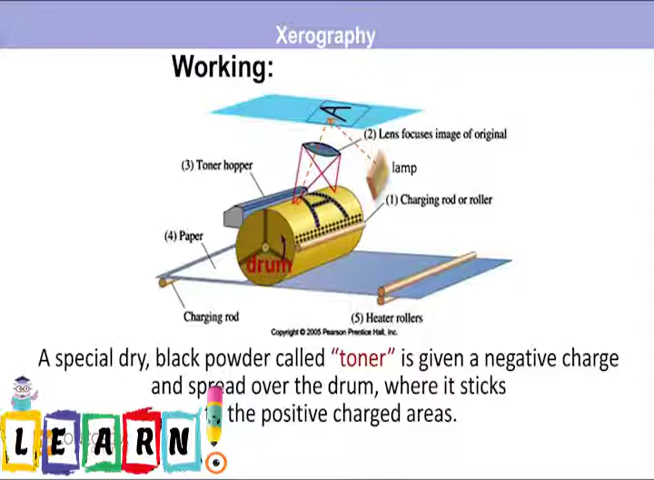 Xerography
Working:
A
(2) Lens focuses image of original
(3) Toner hopper
lamp
(1) Charging rod or roller
(4) Paper
drum
Charging rod
(5) Heater rollers
Copyright © 2005 Pearson Prentice Hall, Inc.
A special dry, black powder called “toner” is given a negative charge
and spread over the drum, where it sticks
the positive charged areas.
LEARN